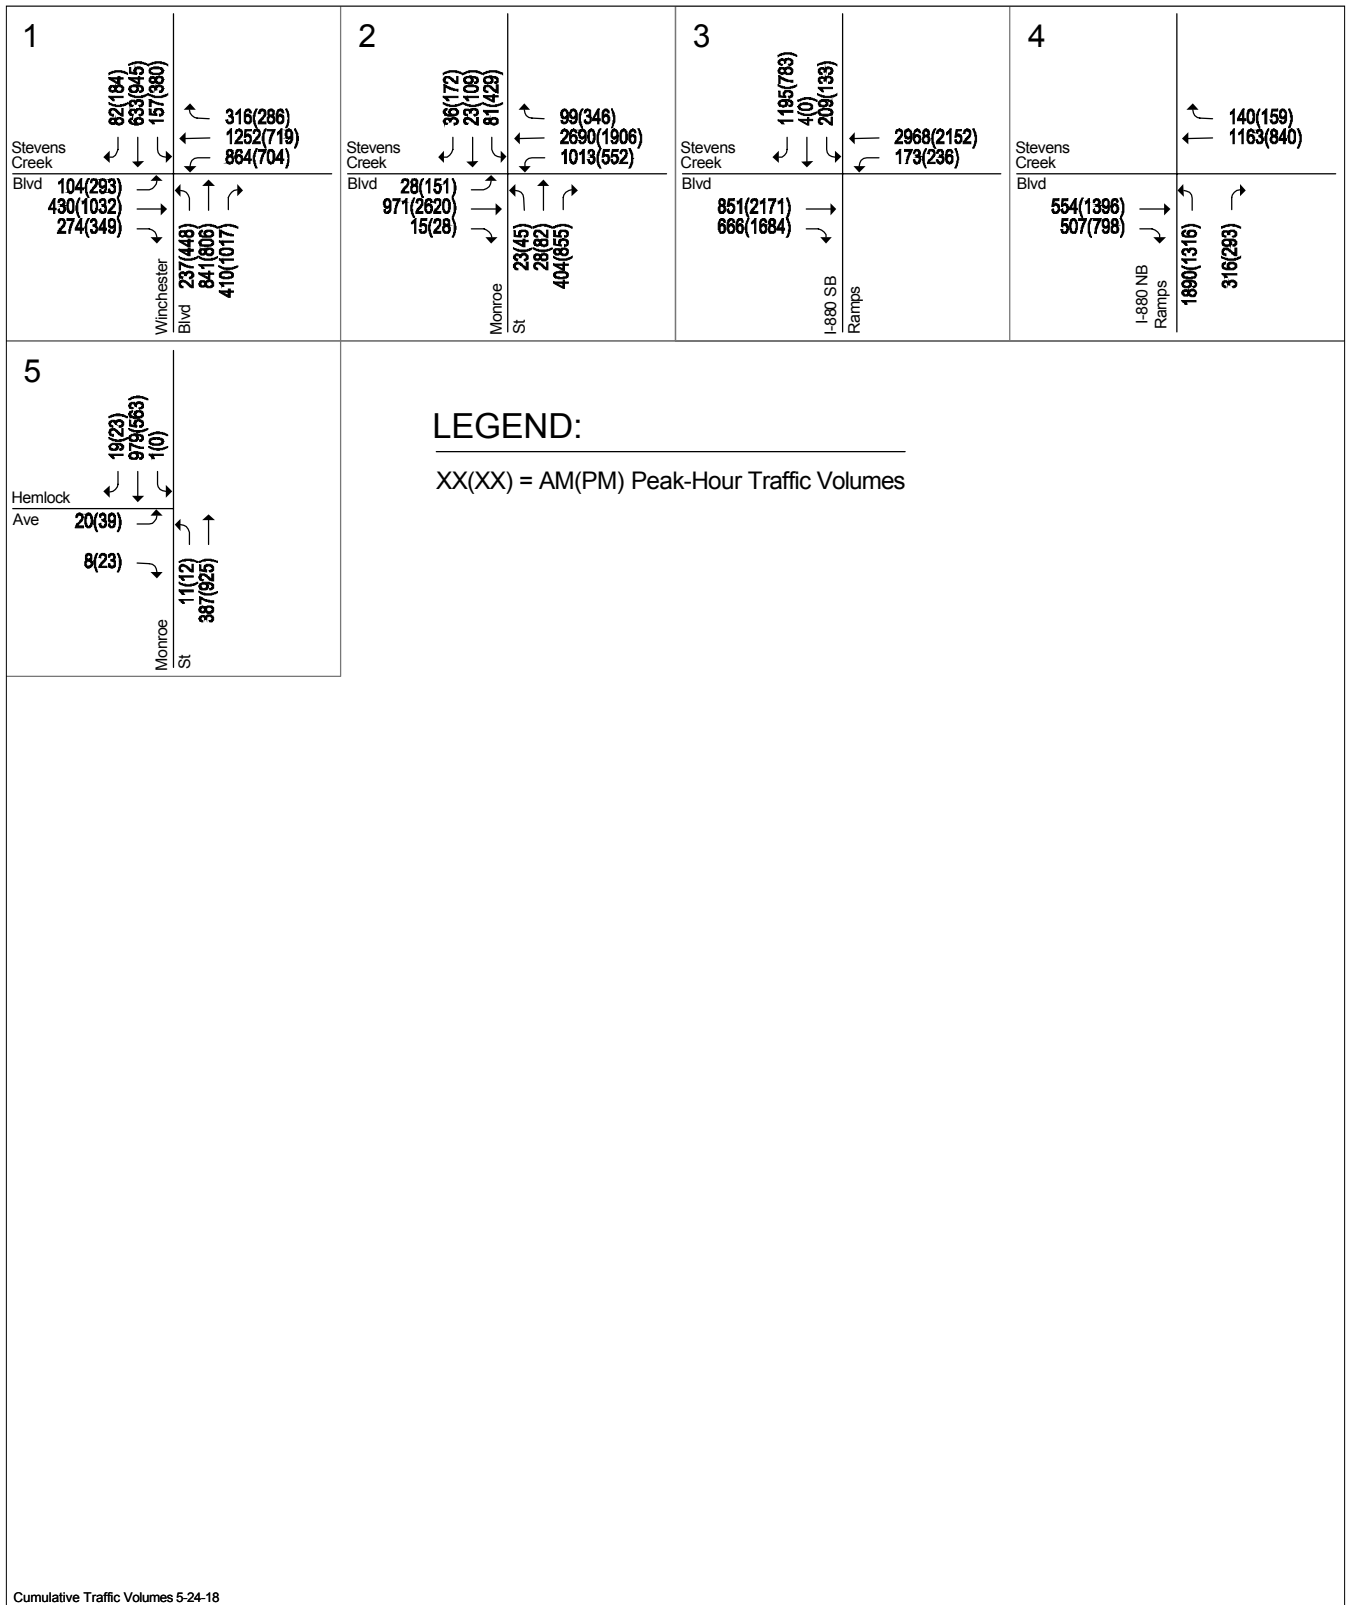 1
82(184)
633(945)
157(380)
316(286)
1252(719)
864(704)
Stevens
Creek
Blvd
104(293)
430(1032)
274(349)
237(448)
841(806)
410(1017)
Winchester
Blvd
2
36(172)
23(109)
81(429)
99(346)
2690(1906)
1013(552)
Stevens
Creek
Blvd
28(151)
971(2620)
15(28)
23(45)
28(82)
404(855)
Monroe
St
3
1195(783)
4(0)
209(133)
2968(2152)
173(236)
Stevens
Creek
Blvd
851(2171)
666(1684)
I-880 SB
Ramps
4
140(159)
1163(840)
Stevens
Creek
Blvd
554(1396)
507(798)
1890(1316)
316(293)
I-880 NB
Ramps
5
19(23)
979(563)
1(0)
Hemlock
Ave
20(39)
8(23)
11(12)
387(925)
Monroe
St
LEGEND:
XX(XX) = AM(PM) Peak-Hour Traffic Volumes
Cumulative Traffic Volumes 5-24-18